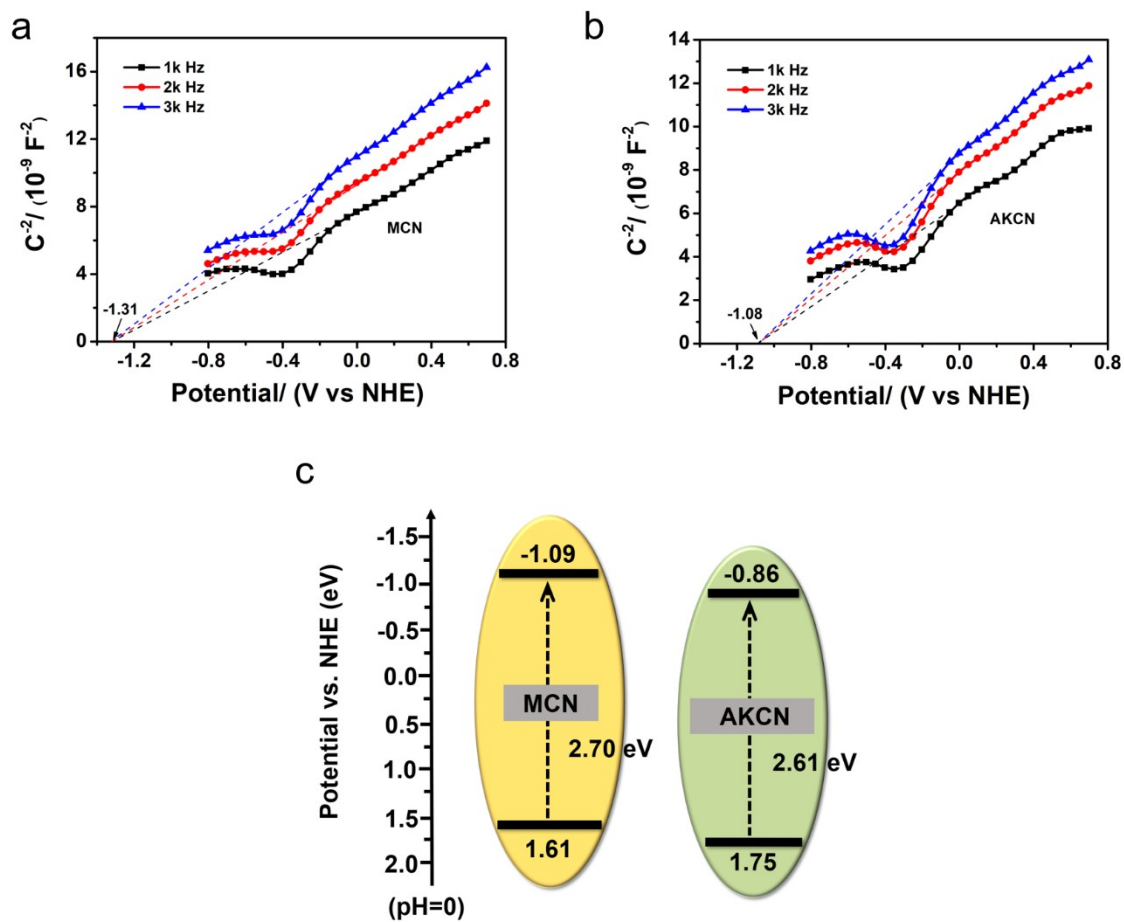 a
C⁻²/ (10⁻⁹ F⁻²)
16
12
8
4
0
1k Hz
2k Hz
3k Hz
MCN
-1.31
-1.2 -0.8 -0.4 0.0 0.4 0.8
Potential/ (V vs NHE)
b
C⁻²/ (10⁻⁹ F⁻²)
14
12
10
8
6
4
2
0
1k Hz
2k Hz
3k Hz
AKCN
-1.08
-1.2 -0.8 -0.4 0.0 0.4 0.8
Potential/ (V vs NHE)
c
Potential vs. NHE (eV)
-1.5
-1.0
-0.5
0.0
0.5
1.0
1.5
2.0
(pH=0)
-1.09
MCN
2.70 eV
1.61
-0.86
AKCN
2.61 eV
1.75